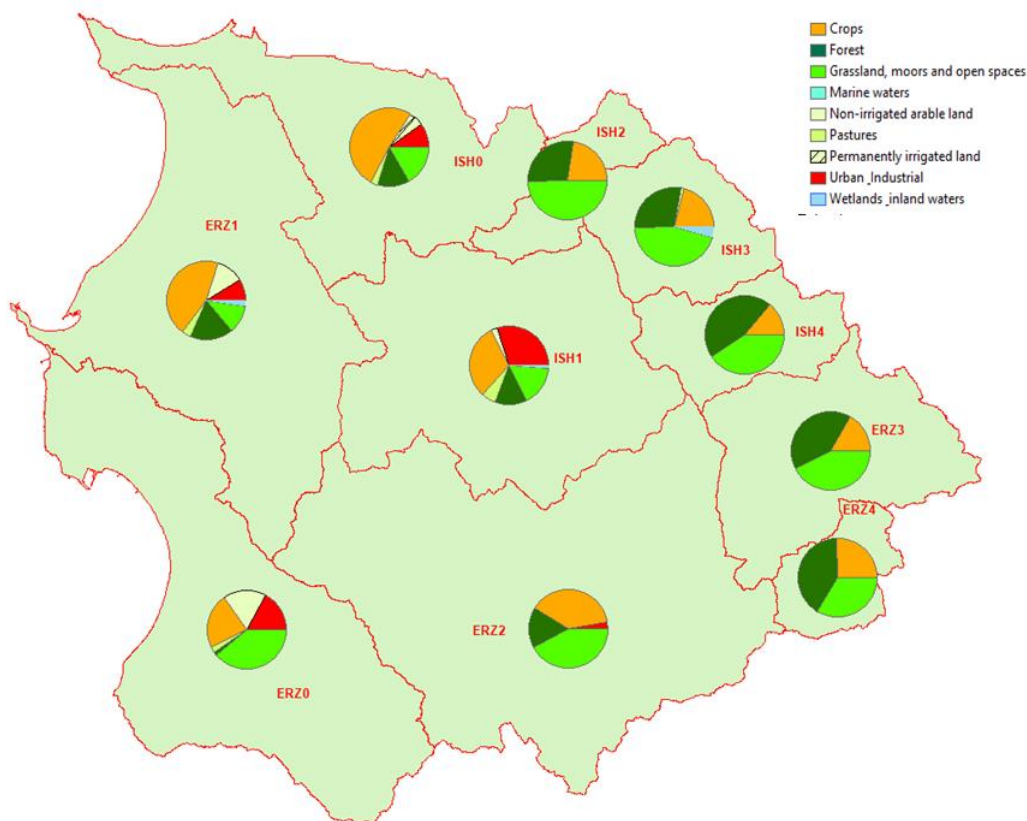 Crops
Forest
Grassland, moors and open spaces
Marine waters
Non-irrigated arable land
Pastures
Permanently irrigated land
Urban_Industrial
Wetlands_inland waters
ISH2
ISH0
ERZ1
ISH3
ISH4
ISH1
ERZ3
ERZ4
ERZ2
ERZ0